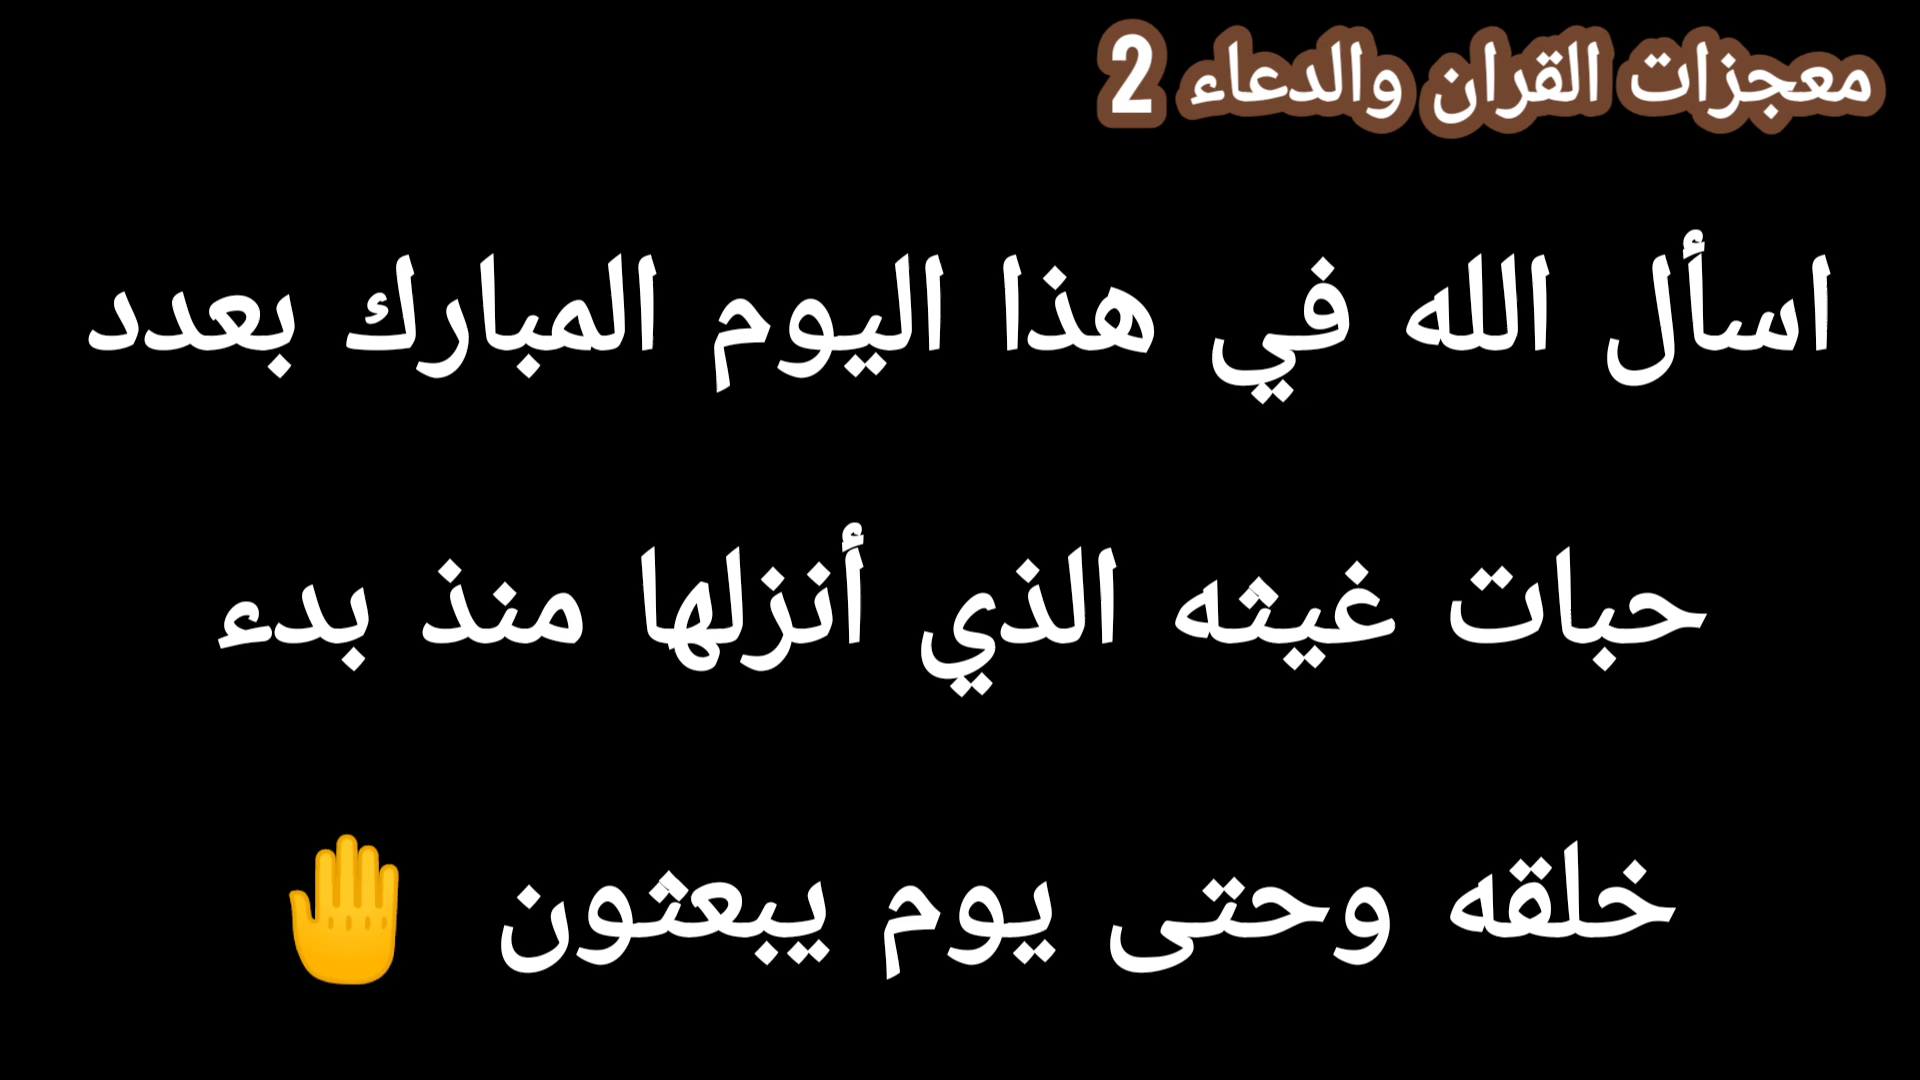 معجزات القران والدعاء 2
اسأل الله في هذا اليوم المبارك بعدد
حبات غيثه الذي أنزلها منذ بدء
خلقه وحتى يوم يبعثون 🤚